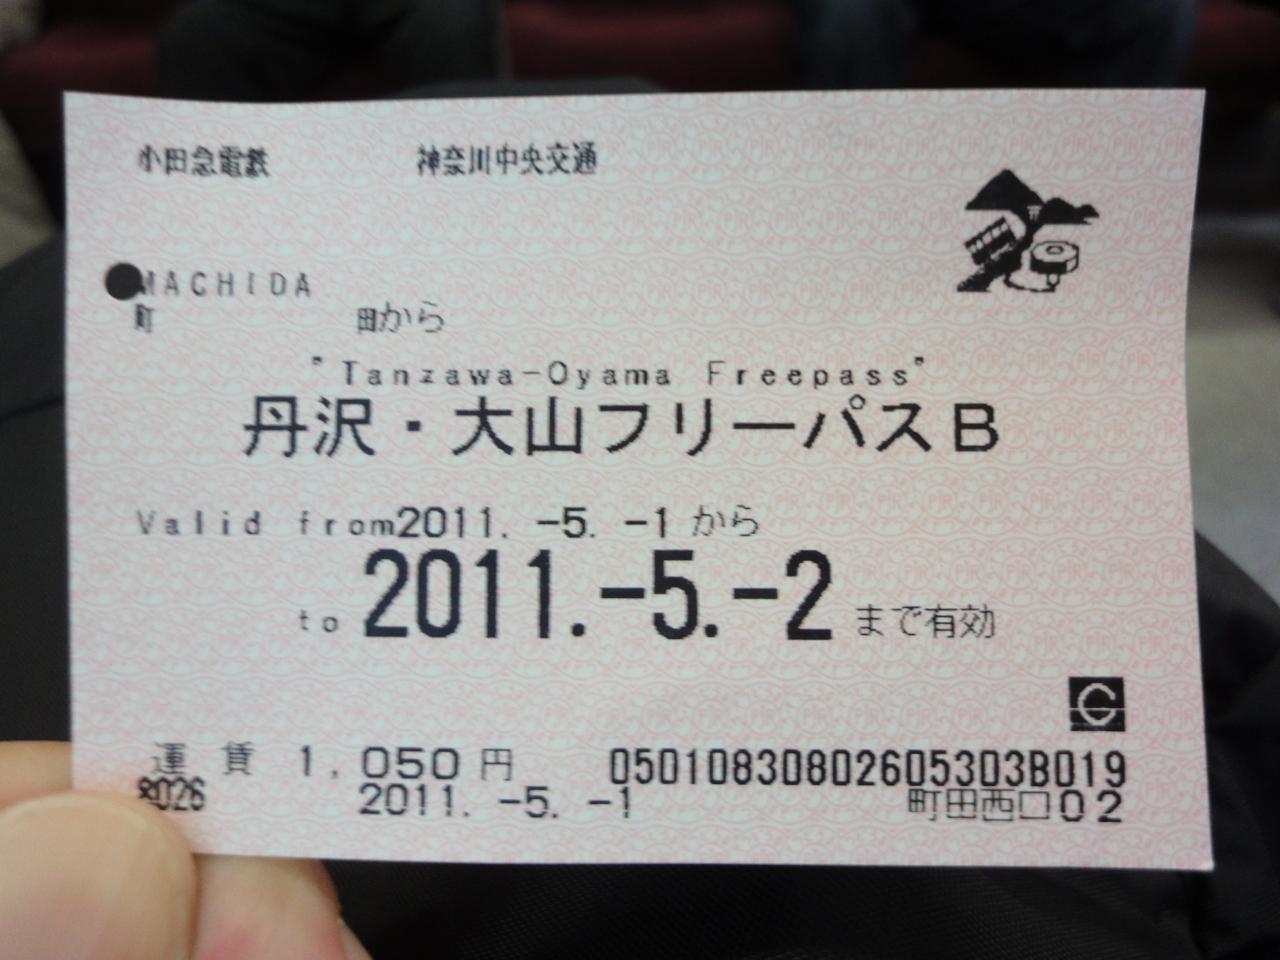 小田急電鉄 神奈川中央交通
MACHIDA
町 田から
"Tanzawa-Oyama Freepass"
丹沢・大山フリーパスB
Valid from2011. -5. -1から
to 2011.-5.-2まで有効
運賃 1,050円 05010830802605303B019
8026 2011. -5. -1 町田西口02